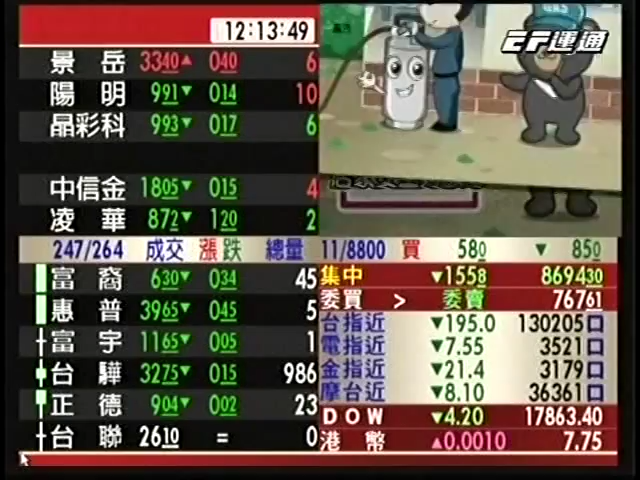 12:13:49
EF運通
景岳 3340▲ 040 6
陽明 991▼ 014 10
晶彩科 993▼ 017 6
中信金 1805▼ 015 4
凌華 872▼ 120 2
247/264 成交 漲跌 總量 11/8800 買 580 ▼ 850
富裔 630▼ 034 45
集中 ▼1558 869430
惠普 3965▼ 045 5
委買 > 委賣 76761
富宇 1165▼ 005 1
台指近 ▼195.0 130205口
電指近 ▼7.55 3521口
台驊 3275▼ 015 986
金指近 ▼21.4 3179口
正德 904▼ 002 23
摩台近 ▼8.10 36361口
DOW ▼4.20 17863.40
台聯 2610 = 0
港幣 ▲0.0010 7.75